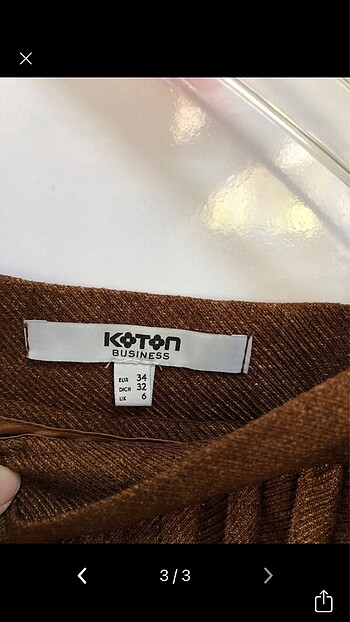 KOTON
BUSINESS
EUR 34
D/CH 32
UK 6
3/3